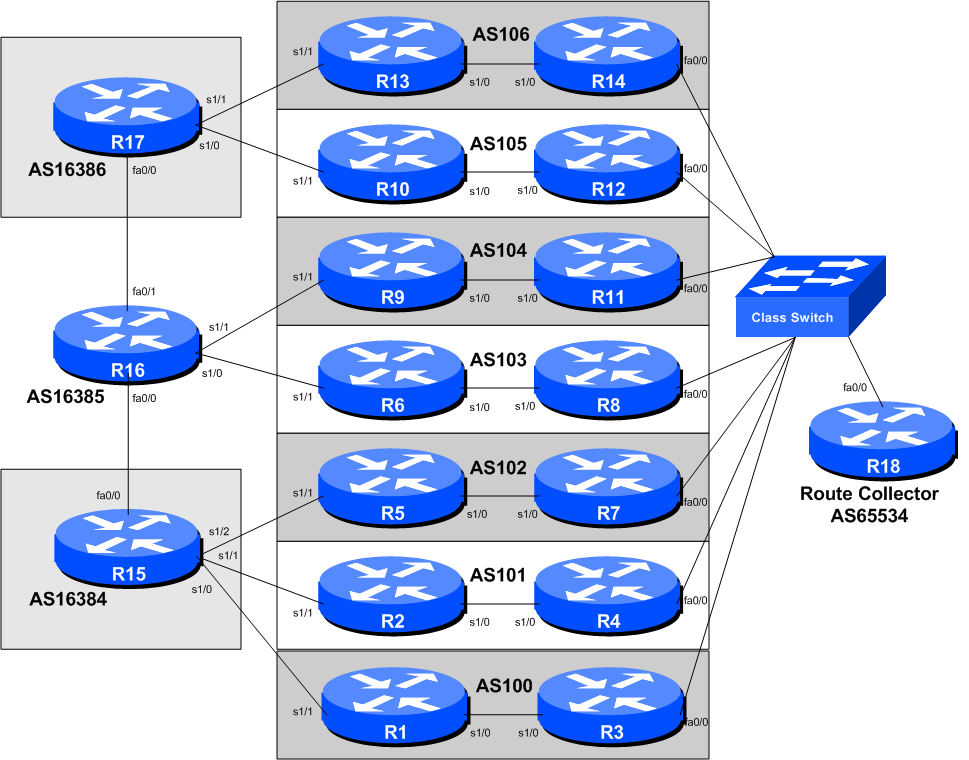 AS106
s1/1
R13
s1/0
s1/0
R14
fa0/0
s1/1
R17
s1/0
AS16386
fa0/0
AS105
s1/1
R10
s1/0
s1/0
R12
fa0/0
AS104
s1/1
R9
s1/0
s1/0
R11
fa0/0
Class Switch
fa0/1
s1/1
R16
s1/0
AS16385
fa0/0
AS103
s1/1
R6
s1/0
s1/0
R8
fa0/0
fa0/0
R18
Route Collector
AS65534
AS102
s1/1
R5
s1/0
s1/0
R7
fa0/0
fa0/0
s1/2
s1/1
R15
s1/0
AS16384
AS101
s1/1
R2
s1/0
s1/0
R4
fa0/0
AS100
s1/1
R1
s1/0
s1/0
R3
fa0/0